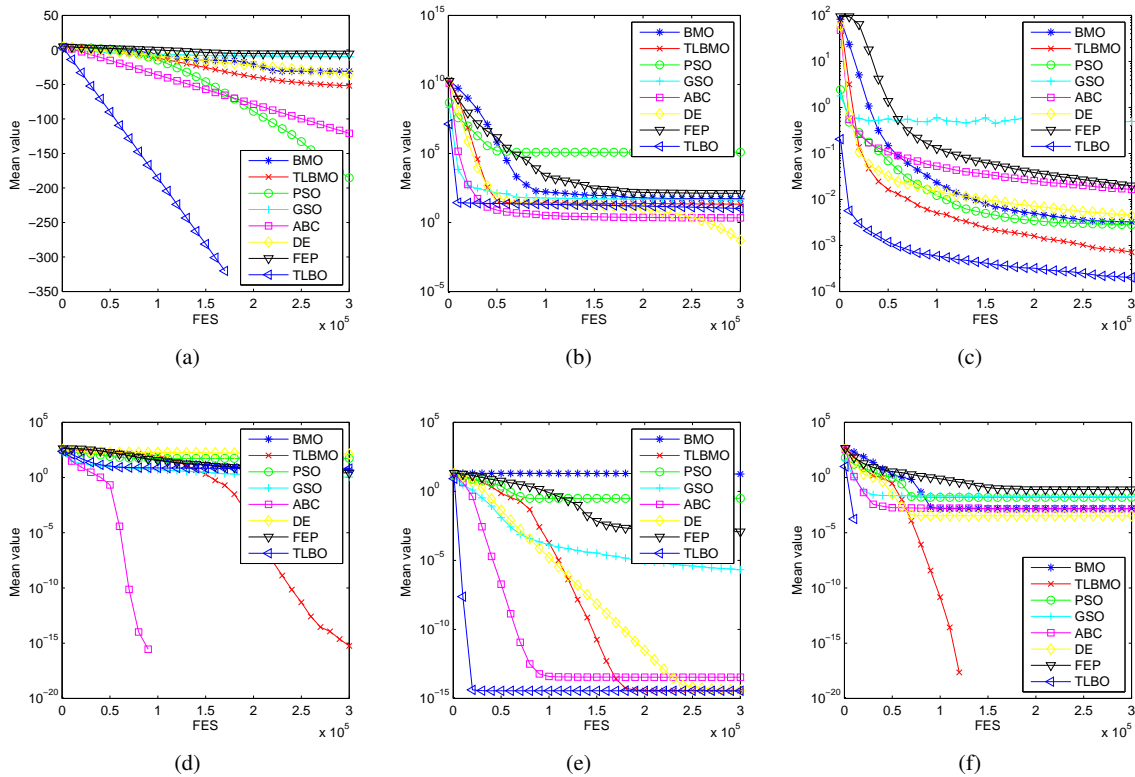 50
0
−50
−100
−150
−200
−250
−300
−350
Mean value
0 0.5 1 1.5 2 2.5 3
x 10^5
FES
BMO
TLBMO
PSO
GSO
ABC
DE
FEP
TLBO
(a)
10^15
10^10
10^5
10^0
10^−5
Mean value
0 0.5 1 1.5 2 2.5 3
x 10^5
FES
BMO
TLBMO
PSO
GSO
ABC
DE
FEP
TLBO
(b)
10^2
10^1
10^0
10^−1
10^−2
10^−3
10^−4
Mean value
0 0.5 1 1.5 2 2.5 3
x 10^5
FES
BMO
TLBMO
PSO
GSO
ABC
DE
FEP
TLBO
(c)
10^5
10^0
10^−5
10^−10
10^−15
10^−20
Mean value
0 0.5 1 1.5 2 2.5 3
x 10^5
FES
BMO
TLBMO
PSO
GSO
ABC
DE
FEP
TLBO
(d)
10^5
10^0
10^−5
10^−10
10^−15
Mean value
0 0.5 1 1.5 2 2.5 3
x 10^5
FES
BMO
TLBMO
PSO
GSO
ABC
DE
FEP
TLBO
(e)
10^5
10^0
10^−5
10^−10
10^−15
10^−20
Mean value
0 0.5 1 1.5 2 2.5 3
x 10^5
FES
BMO
TLBMO
PSO
GSO
ABC
DE
FEP
TLBO
(f)